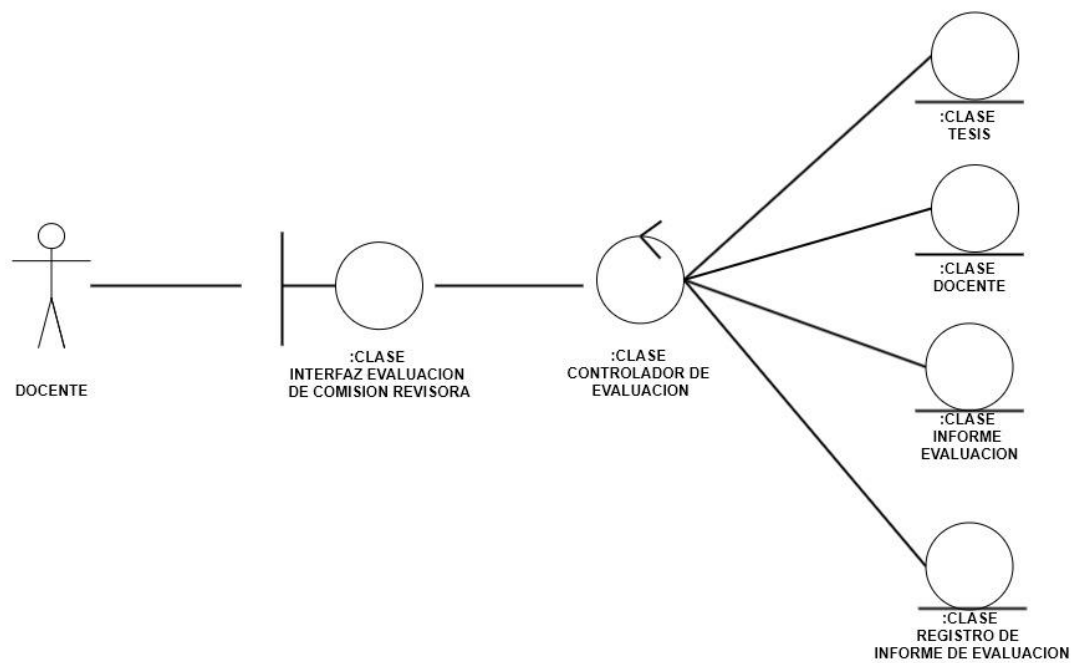 DOCENTE
:CLASE
INTERFAZ EVALUACION
DE COMISION REVISORA
:CLASE
CONTROLADOR DE
EVALUACION
:CLASE
TESIS
:CLASE
DOCENTE
:CLASE
INFORME
EVALUACION
:CLASE
REGISTRO DE
INFORME DE EVALUACION